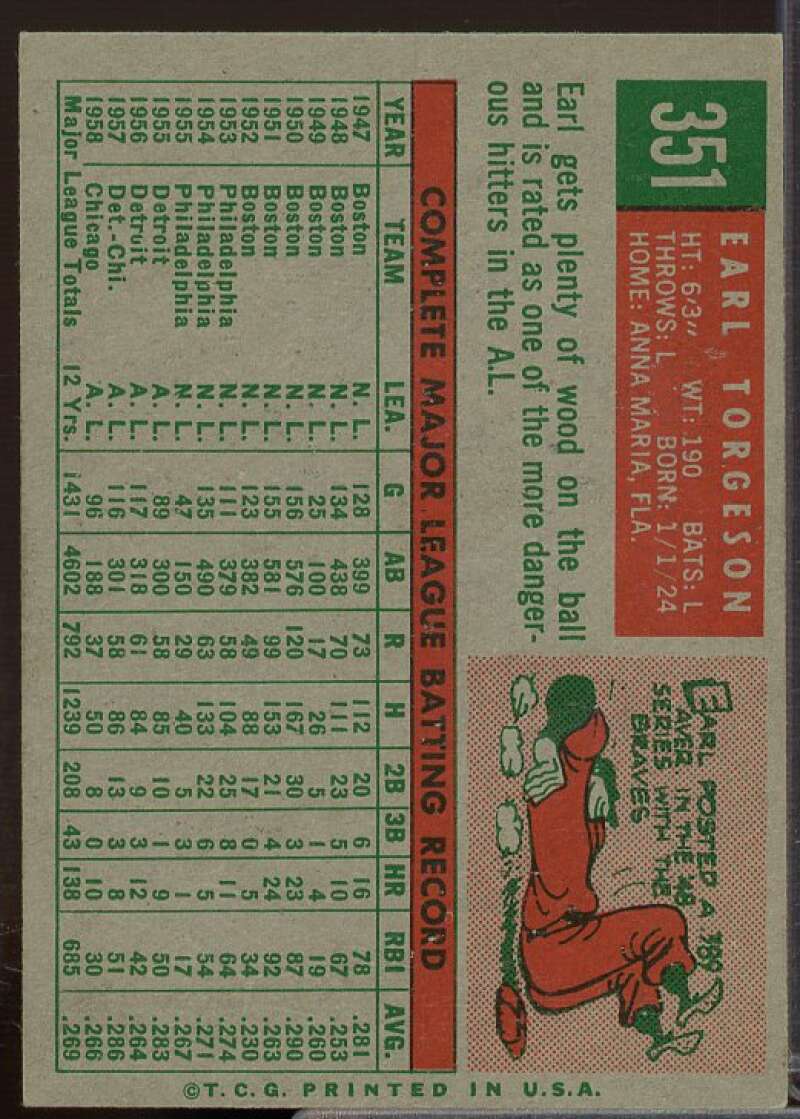 351
EARL TORGESON
HT: 6'3" WT: 190 BATS: L
THROWS: L BORN: 1/1/24
HOME: ANNA MARIA, FLA.
Earl gets plenty of wood on the ball
and is rated as one of the more danger-
ous hitters in the A.L.
EARL POSTED A .389
AVER. IN THE '48
SERIES WITH THE
BRAVES
COMPLETE MAJOR LEAGUE BATTING RECORD
YEAR TEAM LEA. G AB R H 2B 3B HR RBI AVG.
1947 Boston N. L. 128 399 73 112 20 6 16 78 .281
1948 Boston N. L. 134 438 70 111 23 5 10 67 .253
1949 Boston N. L. 25 100 17 26 5 1 4 19 .260
1950 Boston N. L. 156 576 120 167 30 3 23 87 .290
1951 Boston N. L. 155 581 99 153 21 4 24 92 .263
1952 Boston N. L. 123 382 49 88 17 0 5 34 .230
1953 Philadelphia N. L. 111 379 58 104 25 8 11 64 .274
1954 Philadelphia N. L. 135 490 63 133 22 6 5 54 .271
1955 Philadelphia N. L. 47 150 29 40 5 3 1 17 .267
1955 Detroit A. L. 89 300 58 85 10 1 9 50 .283
1956 Detroit A. L. 117 318 61 84 9 3 12 42 .264
1957 Det.-Chi. A. L. 116 301 58 86 13 3 8 51 .286
1958 Chicago A. L. 96 188 37 50 8 0 10 30 .266
Major League Totals 12 Yrs. 1431 4602 792 1239 208 43 138 685 .269
©T.C.G. PRINTED IN U.S.A.